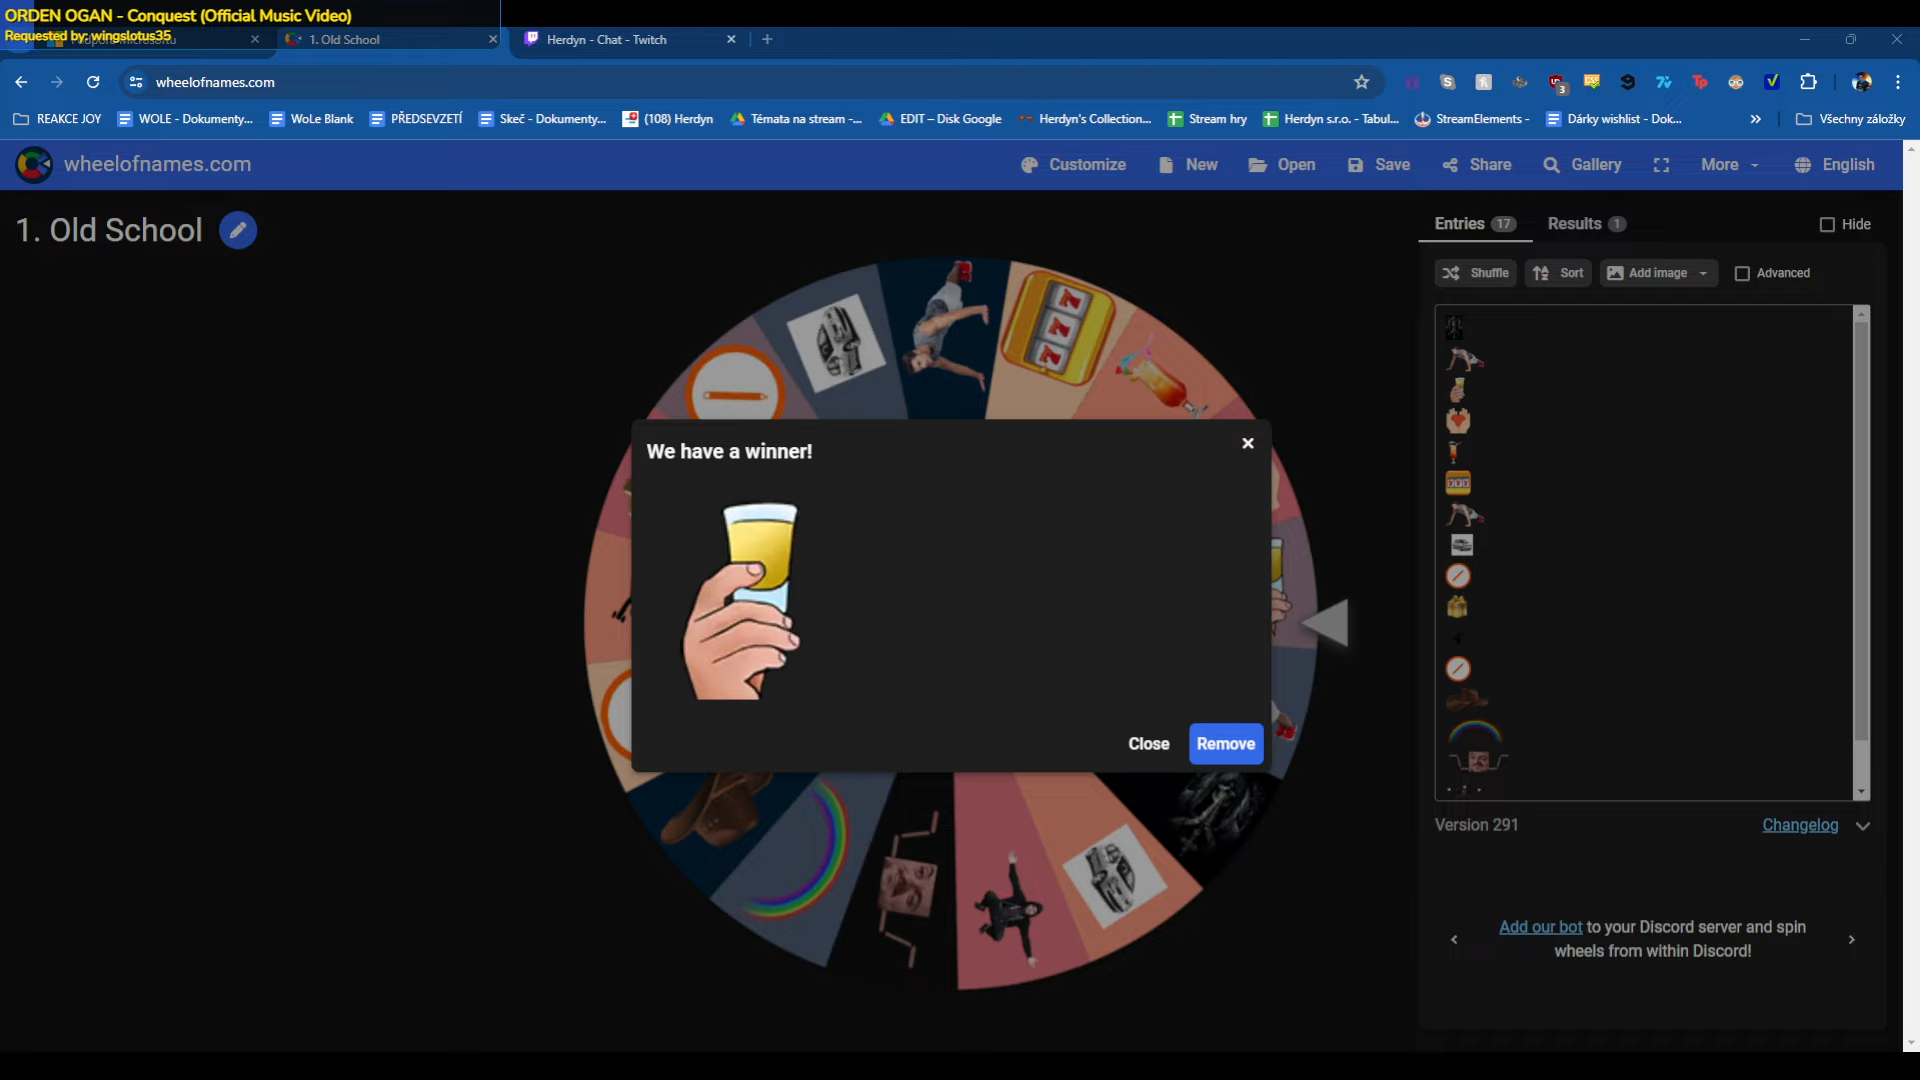 ORDEN OGAN - Conquest (Official Music Video)
Requested by: wingslotus35
1. Old School
Herdyn - Chat - Twitch
wheelofnames.com
3
REAKCE JOY
WOLE - Dokumenty...
WoLe Blank
PŘEDSEVZETÍ
Skeč - Dokumenty...
(108) Herdyn
Témata na stream -...
EDIT – Disk Google
Herdyn's Collection...
Stream hry
Herdyn s.r.o. - Tabul...
StreamElements -
Dárky wishlist - Dok...
Všechny záložky
wheelofnames.com
Customize
New
Open
Save
Share
Gallery
More
English
1. Old School
Entries 17
Results 1
Hide
Shuffle
Sort
Add image
Advanced
We have a winner!
Close
Remove
Version 291
Changelog
Add our bot to your Discord server and spin
wheels from within Discord!